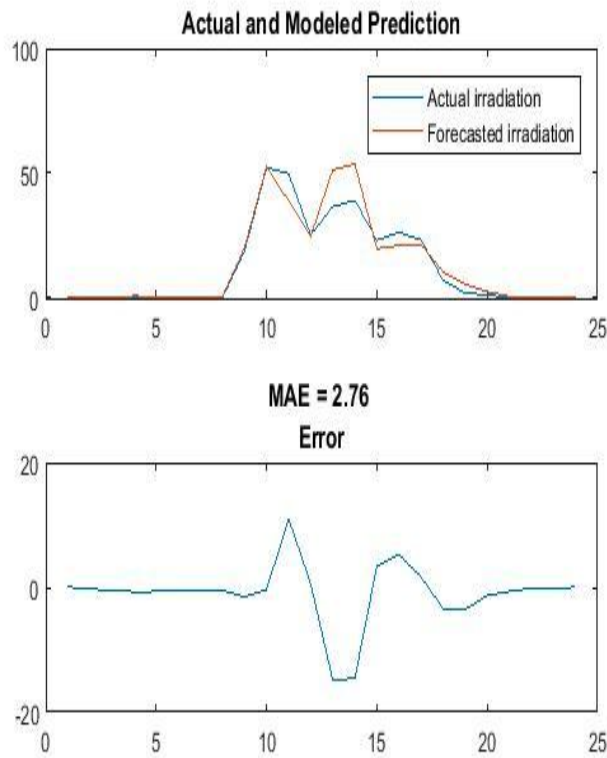 Actual and Modeled Prediction
100
50
0
Actual irradiation
Forecasted irradiation
0 5 10 15 20 25
MAE = 2.76
Error
20
0
-20
0 5 10 15 20 25